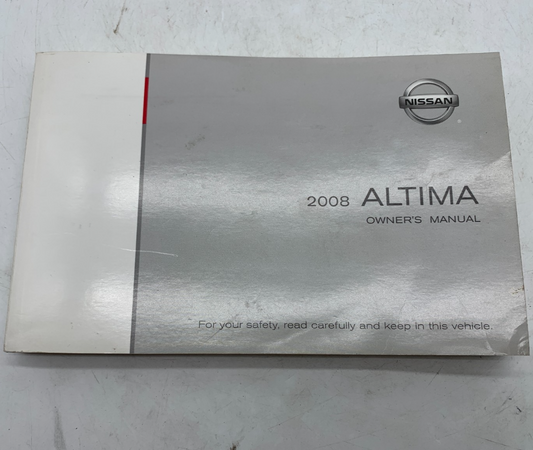 NISSAN
2008 ALTIMA
OWNER'S MANUAL
For your safety, read carefully and keep in this vehicle.